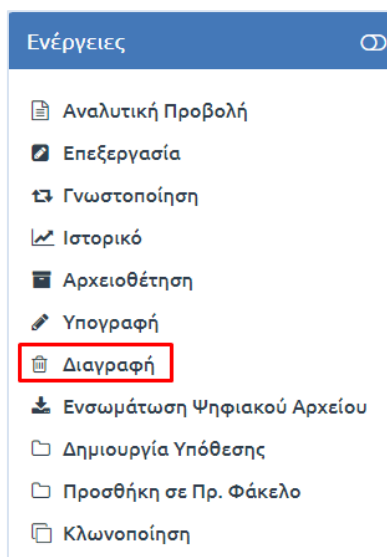 Ενέργειες
Αναλυτική Προβολή
Επεξεργασία
Γνωστοποίηση
Ιστορικό
Αρχειοθέτηση
Υπογραφή
Διαγραφή
Ενσωμάτωση Ψηφιακού Αρχείου
Δημιουργία Υπόθεσης
Προσθήκη σε Πρ. Φάκελο
Κλωνοποίηση